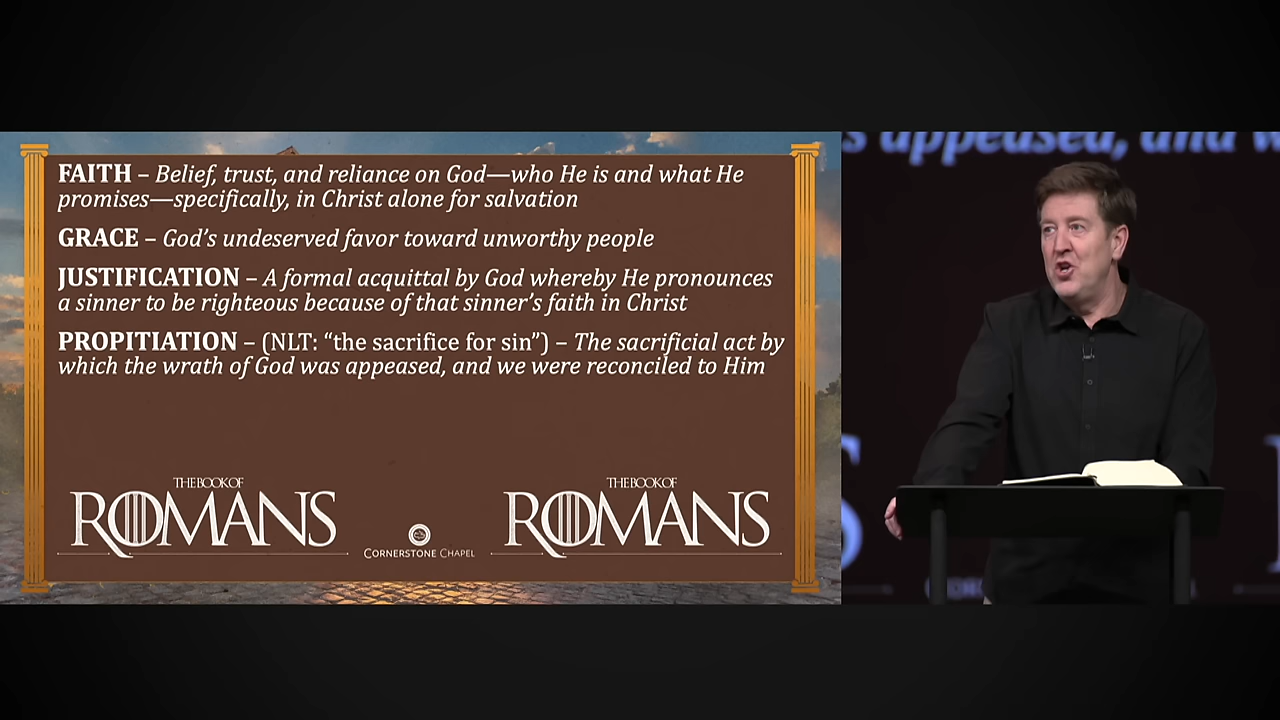 FAITH – Belief, trust, and reliance on God—who He is and what He
promises—specifically, in Christ alone for salvation
GRACE – God’s undeserved favor toward unworthy people
JUSTIFICATION – A formal acquittal by God whereby He pronounces
a sinner to be righteous because of that sinner’s faith in Christ
PROPITIATION – (NLT: “the sacrifice for sin”) – The sacrificial act by
which the wrath of God was appeased, and we were reconciled to Him
THE BOOK OF
ROMANS
CORNERSTONE CHAPEL
THE BOOK OF
ROMANS
s appeased, and w